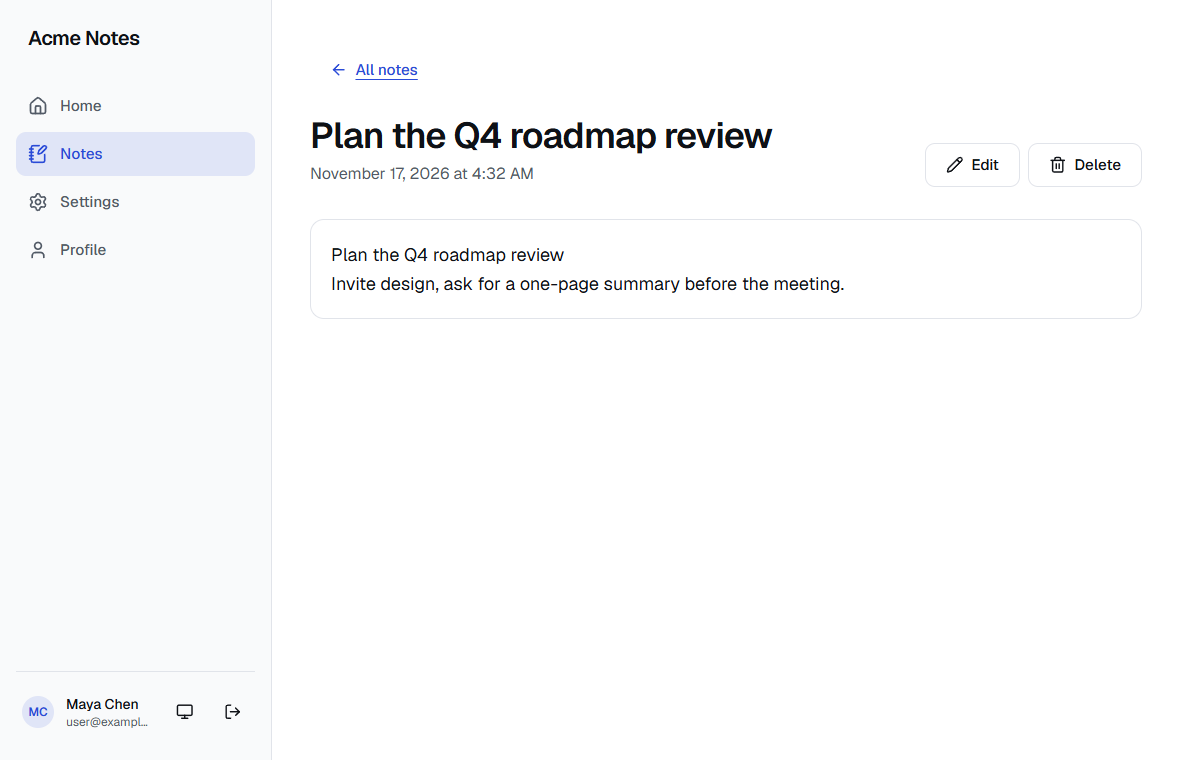 Acme Notes
Home
Notes
Settings
Profile
MC
Maya Chen
user@exampl…
All notes
Plan the Q4 roadmap review
November 17, 2026 at 4:32 AM
Edit
Delete
Plan the Q4 roadmap review
Invite design, ask for a one-page summary before the meeting.